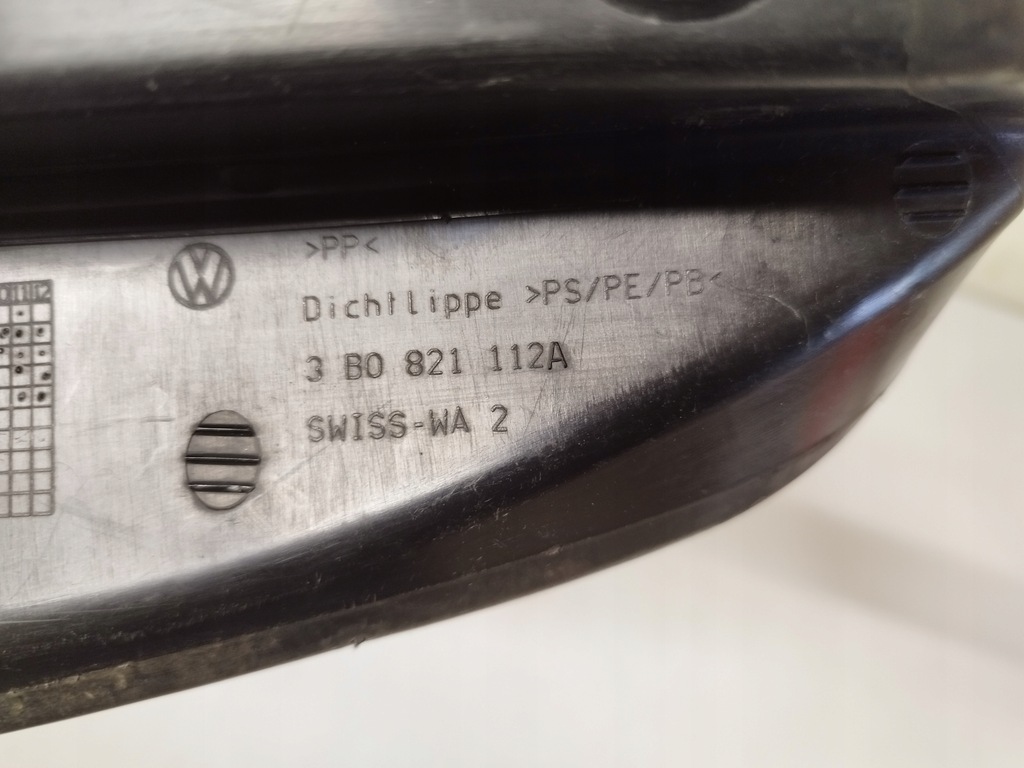 >PP<
Dichtlippe >PS/PE/PB<
3 B0 821 112A
SWISS-WA 2